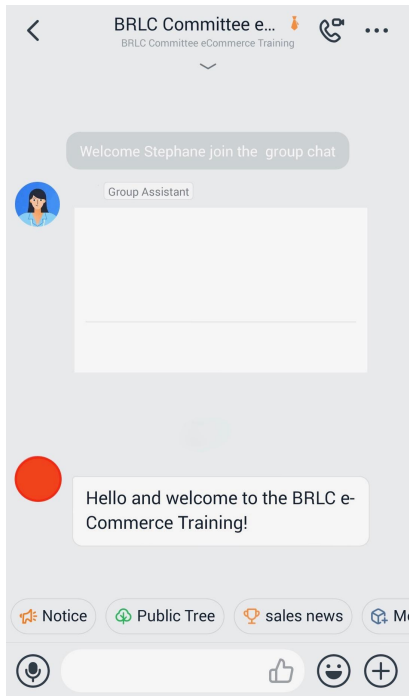 BRLC Committee e...
BRLC Committee eCommerce Training
Welcome Stephane join the group chat
Group Assistant
Hello and welcome to the BRLC e-
Commerce Training!
Notice
Public Tree
sales news